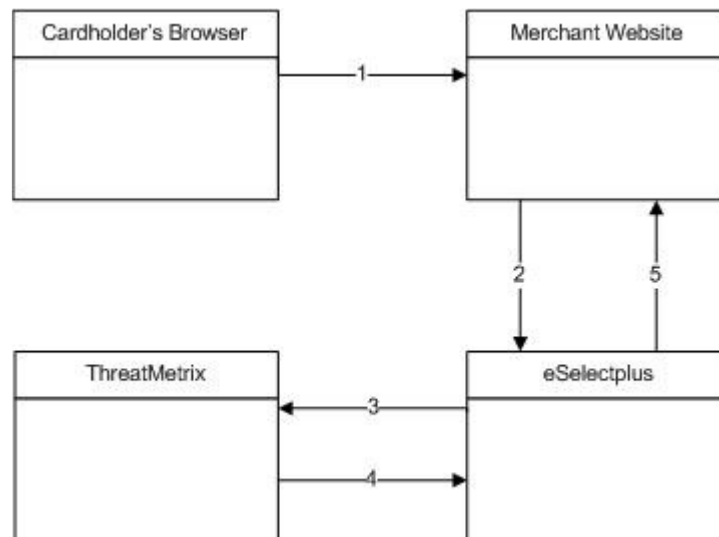 Cardholder's Browser
Merchant Website
1
2
5
ThreatMetrix
eSelectplus
3
4